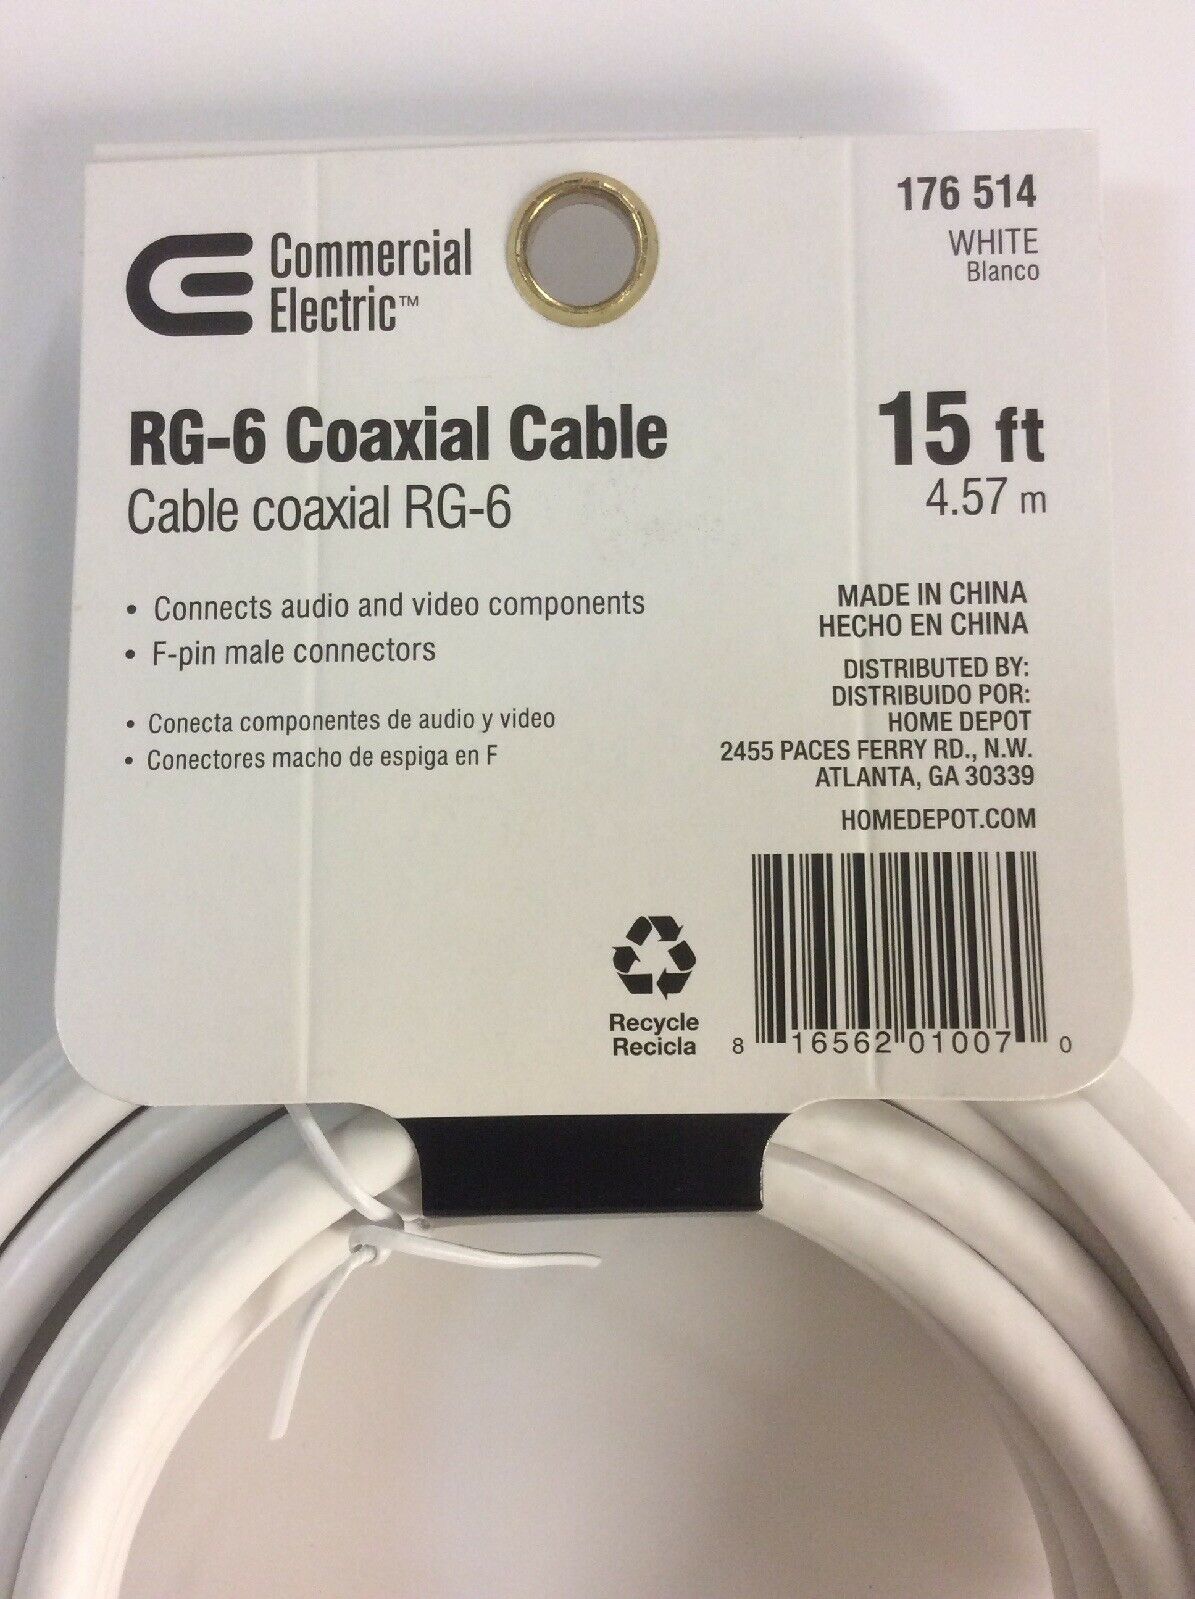 Commercial
Electric™
176 514
WHITE
Blanco
RG-6 Coaxial Cable
Cable coaxial RG-6
15 ft
4.57 m
• Connects audio and video components
• F-pin male connectors
• Conecta componentes de audio y video
• Conectores macho de espiga en F
MADE IN CHINA
HECHO EN CHINA
DISTRIBUTED BY:
DISTRIBUIDO POR:
HOME DEPOT
2455 PACES FERRY RD., N.W.
ATLANTA, GA 30339
HOMEDEPOT.COM
Recycle
Recicla
8 16562 01007 0